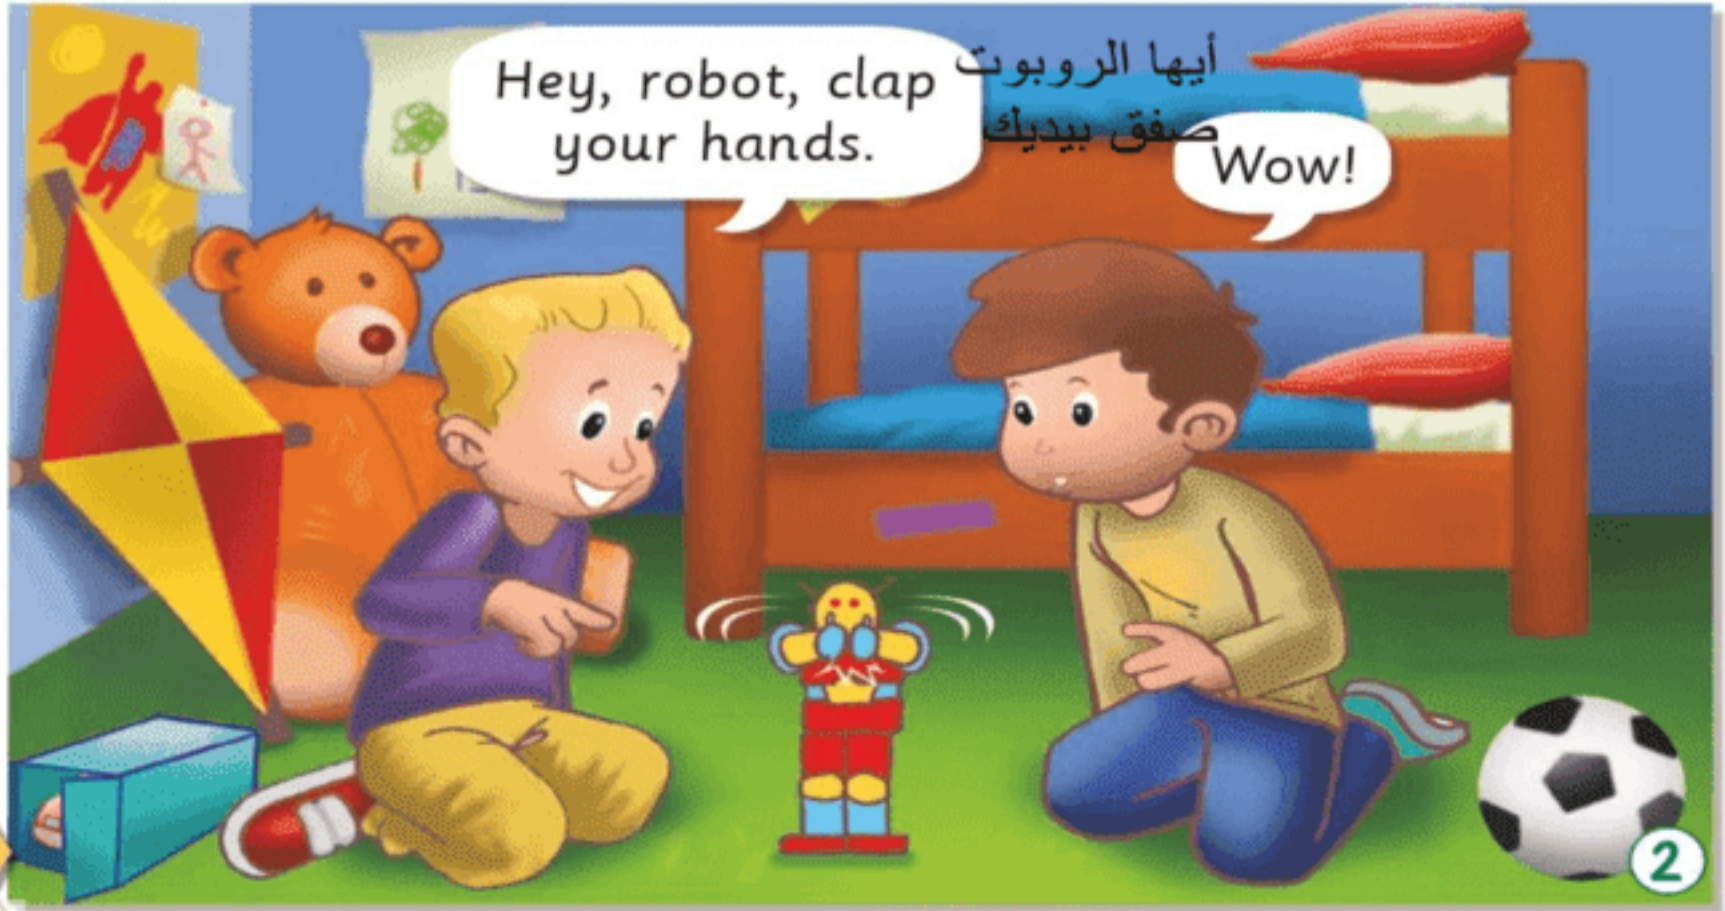 Hey, robot, clap
your hands.
أيها الروبوت
صفق بيديك
Wow!
2